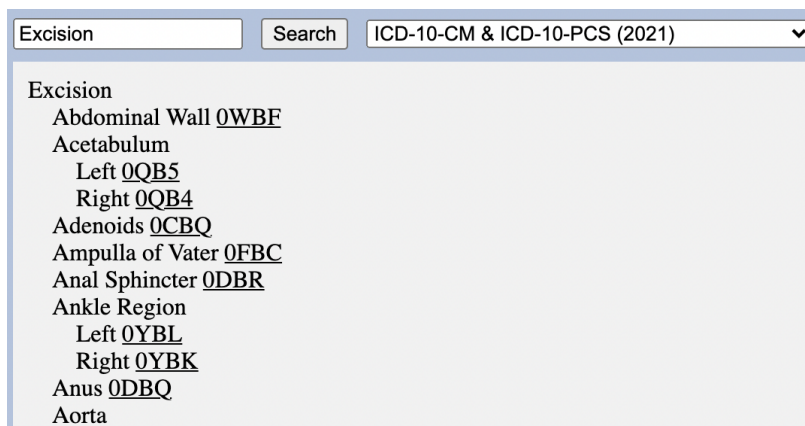 Excision Search ICD-10-CM & ICD-10-PCS (2021)
Excision
Abdominal Wall 0WBF
Acetabulum
Left 0QB5
Right 0QB4
Adenoids 0CBQ
Ampulla of Vater 0FBC
Anal Sphincter 0DBR
Ankle Region
Left 0YBL
Right 0YBK
Anus 0DBQ
Aorta